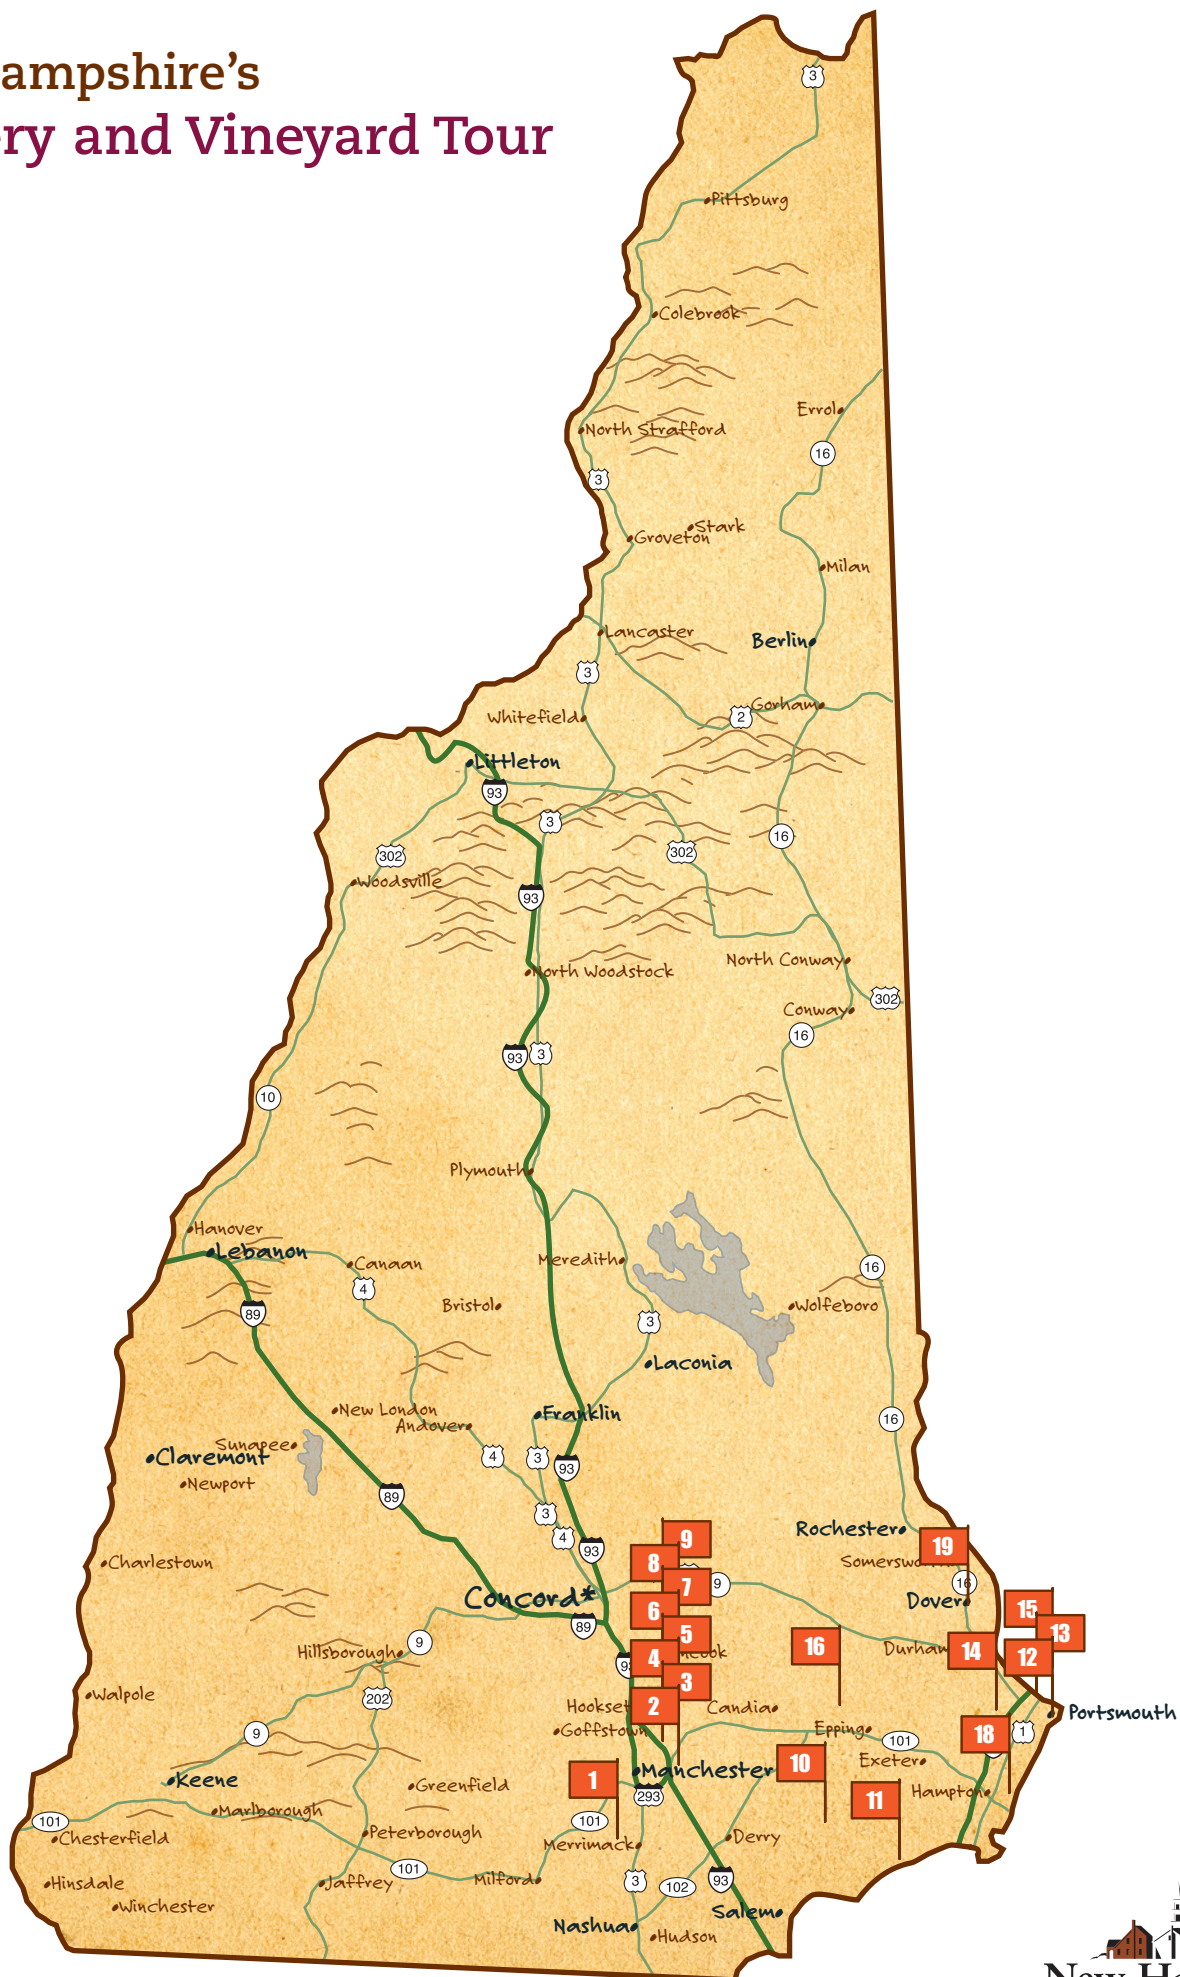 ampshire's
ry and Vineyard Tour
3
Pittsburg
Colebrook
Errol
North Strafford
16
3
Stark
Groveton
Milan
Lancaster
Berlin
3
Gorham
Whitefield
2
Littleton
93
3
16
302
302
Woodsville
93
North Conway
North Woodstock
302
Conway
16
93
3
10
Plymouth
Hanover
Lebanon
Canaan
Meredith
16
4
Bristol
Wolfeboro
89
3
Laconia
New London
Franklin
Andover
16
Sunapee
Claremont
4
3
93
Newport
89
3
Rochester
4
9
19
93
8
Charlestown
16
7
9
Concord*
Dover
6
15
89
5
13
9
16
Durham
14
12
Hillsborough
4
3
Walpole
202
2
Candia
Portsmouth
9
Goffstown
Epping
101
18
1
Exeter
Manchester
10
Keene
1
Greenfield
Hampton
293
11
Marlborough
101
101
Chesterfield
Peterborough
Derry
Merrimack
101
Milford
93
Hinsdale
Jaffrey
3
102
Winchester
Salem
Nashua
Hudson